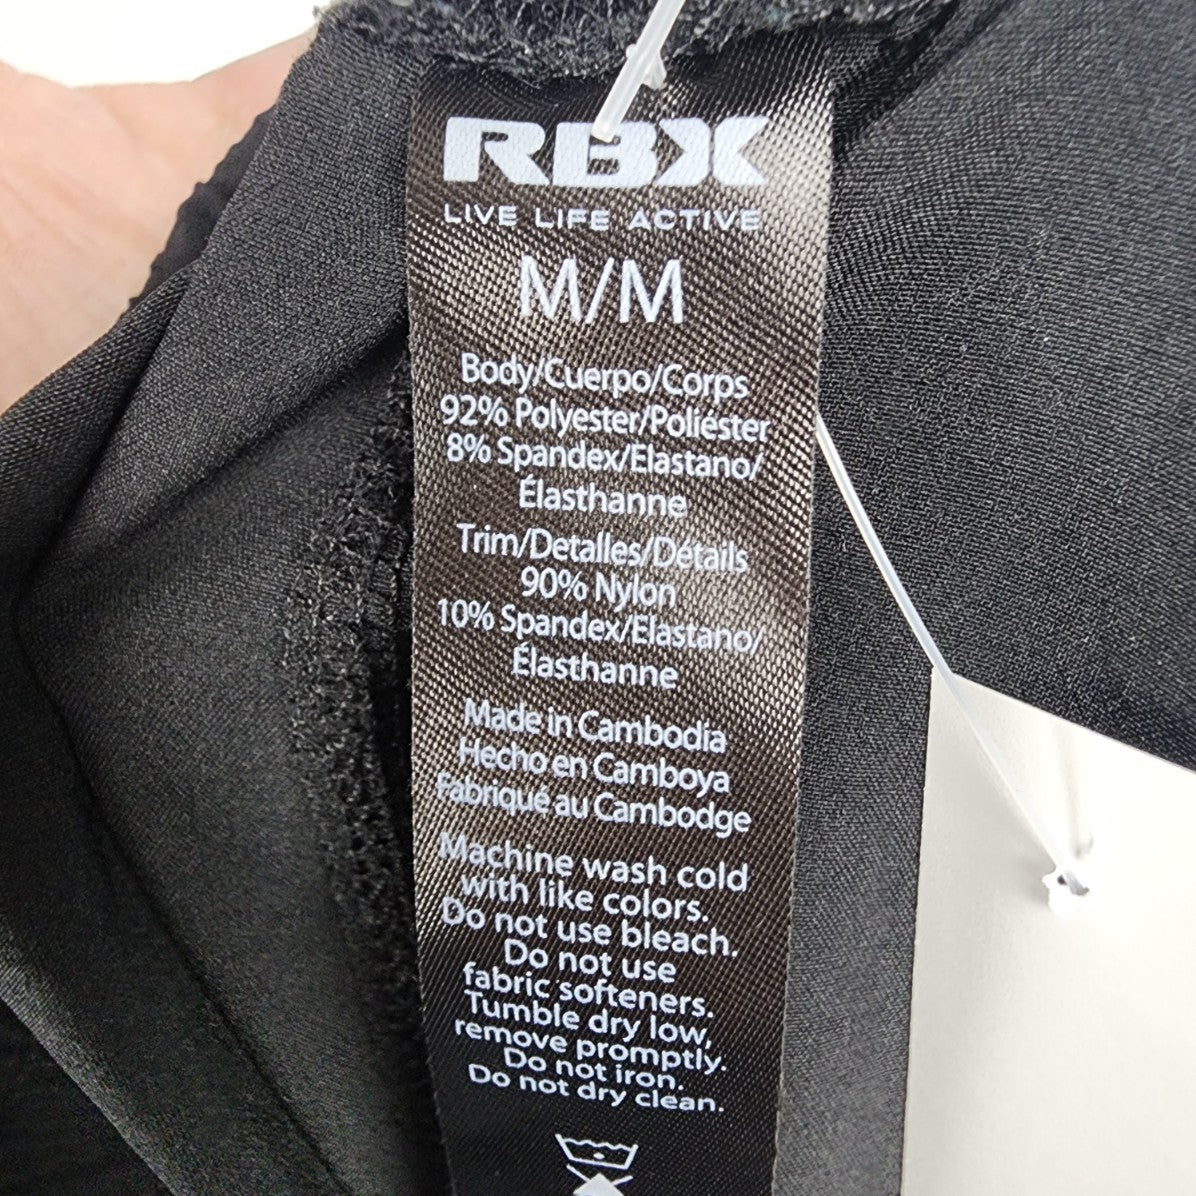 RBX
LIVE LIFE ACTIVE
M/M
Body/Cuerpo/Corps
92% Polyester/Poliéster
8% Spandex/Elastano/
Élasthanne
Trim/Detalles/Détails
90% Nylon
10% Spandex/Elastano/
Élasthanne
Made in Cambodia
Hecho en Camboya
Fabriqué au Cambodge
Machine wash cold
with like colors.
Do not use bleach.
Do not use
fabric softeners.
Tumble dry low,
remove promptly.
Do not iron.
Do not dry clean.